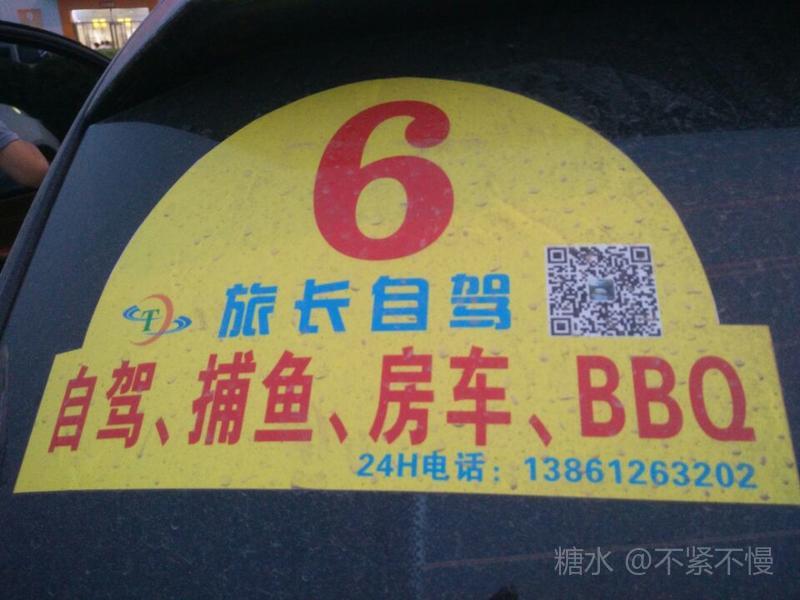 6
旅长自驾
自驾、捕鱼、房车、BBQ
24H电话：13861263202
糖水 @不紧不慢